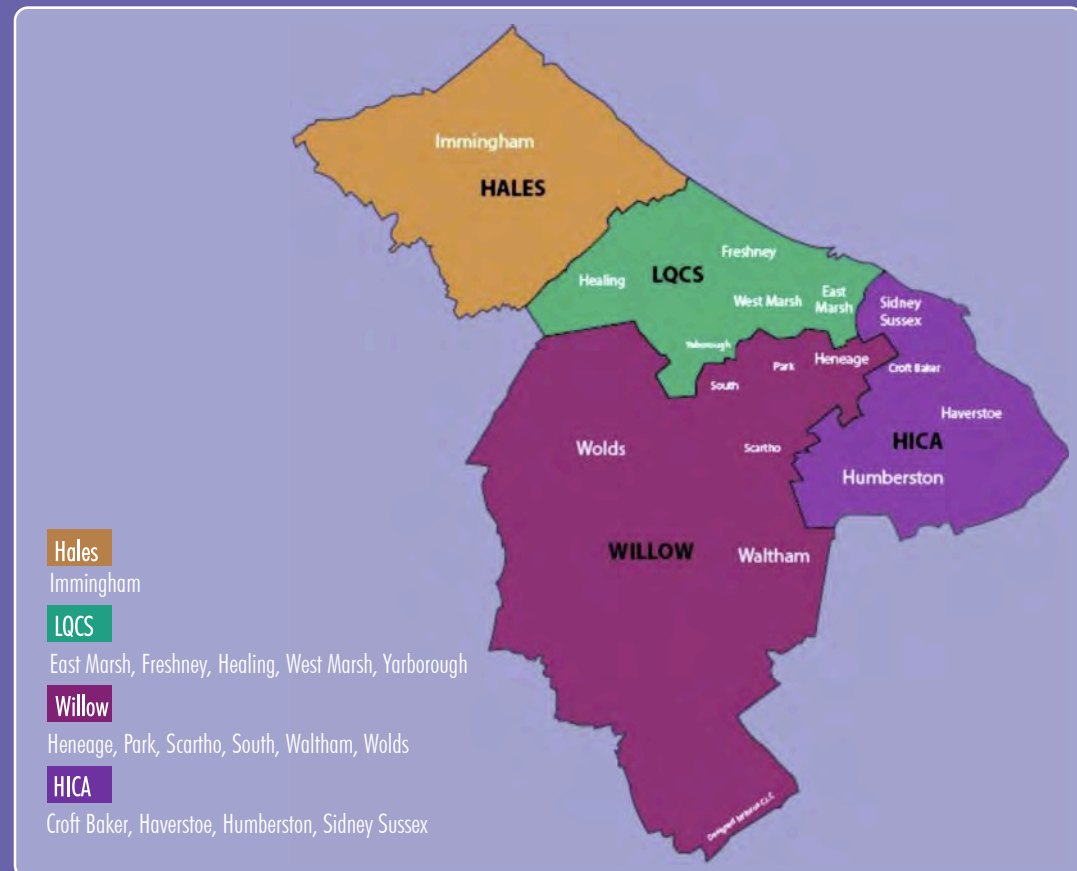 Immingham
HALES
Freshney
Healing
LQCS
West Marsh
East
Marsh
Sidney
Sussex
Yarborough
Park
Heneage
South
Croft Baker
Haverstoe
Wolds
Scartho
HICA
Humberston
WILLOW
Waltham
Hales
Immingham
LQCS
East Marsh, Freshney, Healing, West Marsh, Yarborough
Willow
Heneage, Park, Scartho, South, Waltham, Wolds
HICA
Croft Baker, Haverstoe, Humberston, Sidney Sussex
Designed